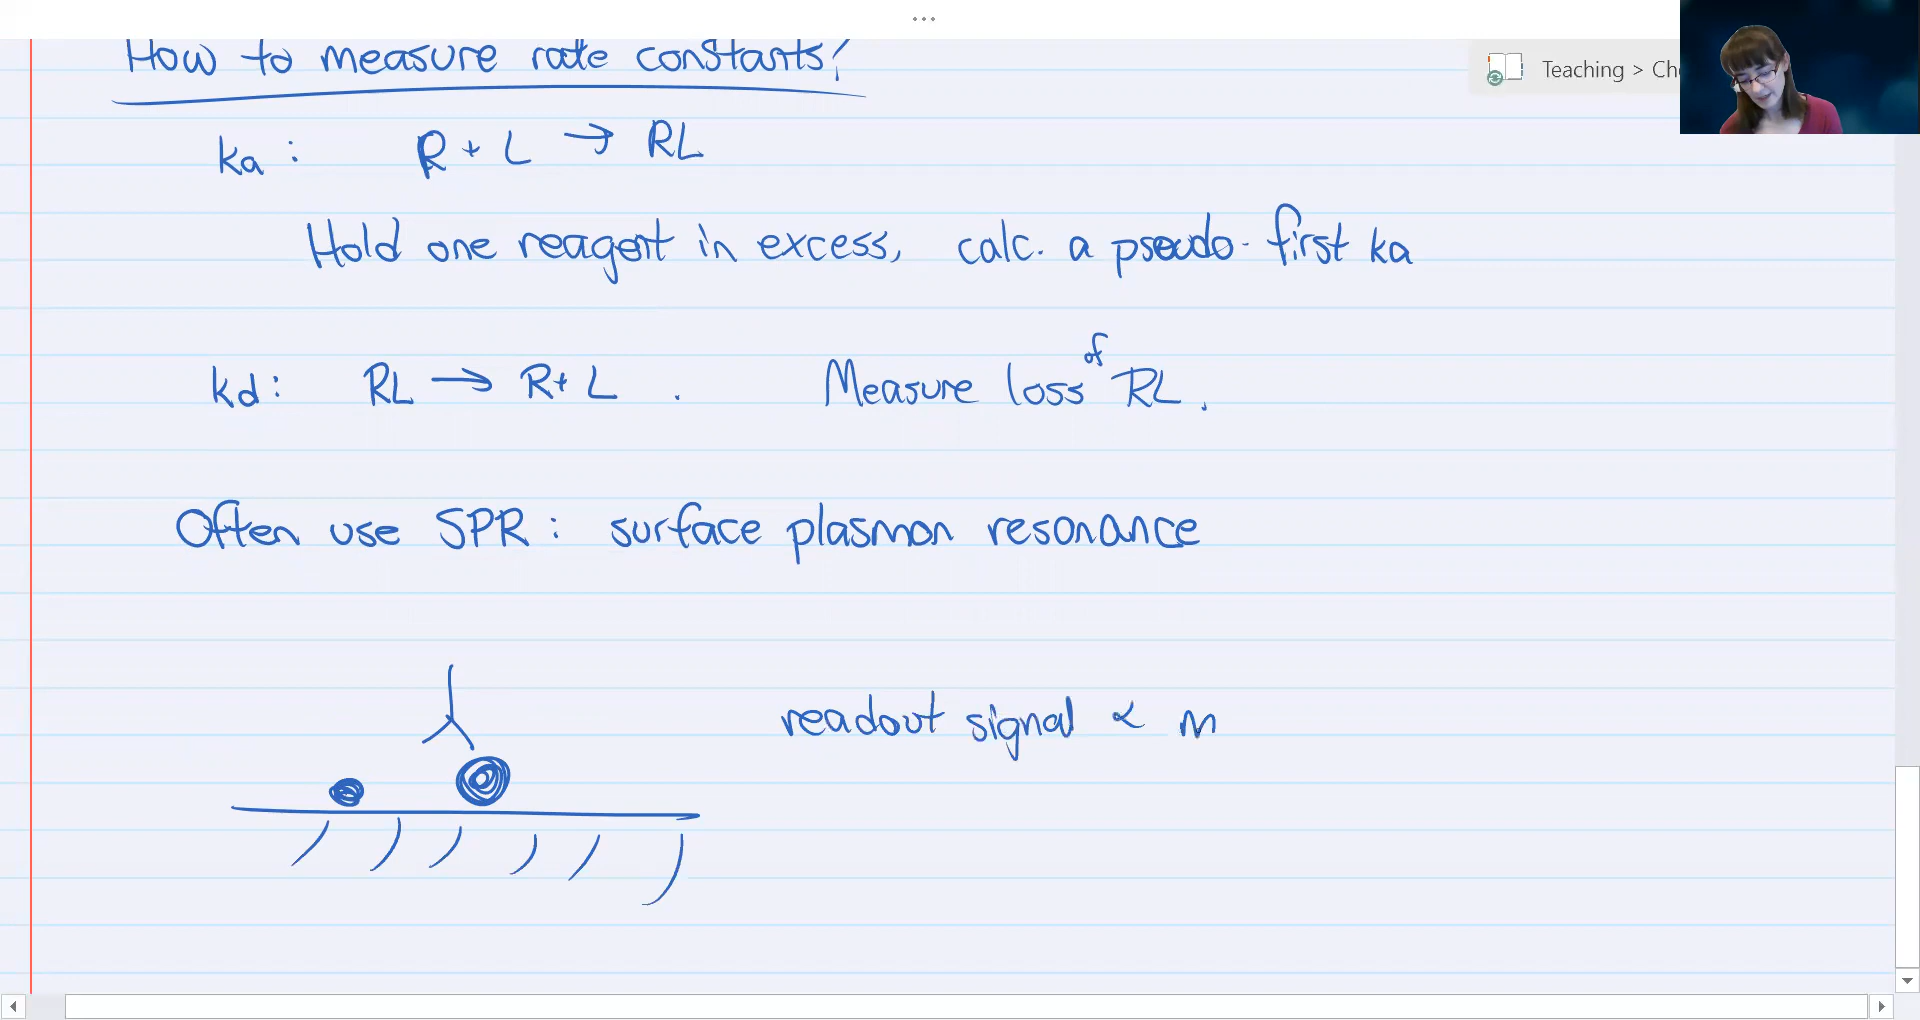 How to measure rate constants?
Teaching > Ch
ka : R + L → RL
Hold one reagent in excess, calc. a pseudo-first ka
kd : RL → R + L . Measure loss of RL.
Often use SPR : surface plasmon resonance
readout signal ∝ m